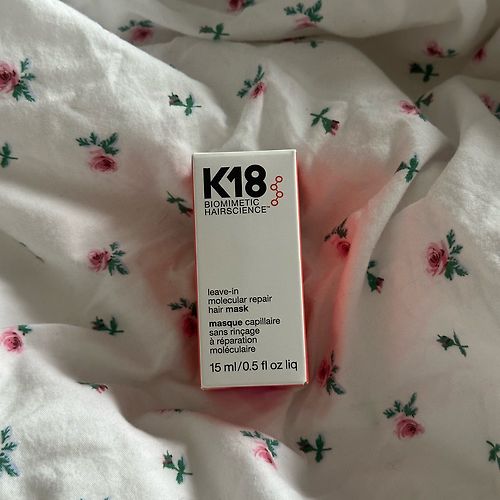 K18
BIOMIMETIC
HAIRSCIENCE™
leave-in
molecular repair
hair mask
masque capillaire
sans rinçage
à réparation
moléculaire
15 ml/0.5 fl oz liq